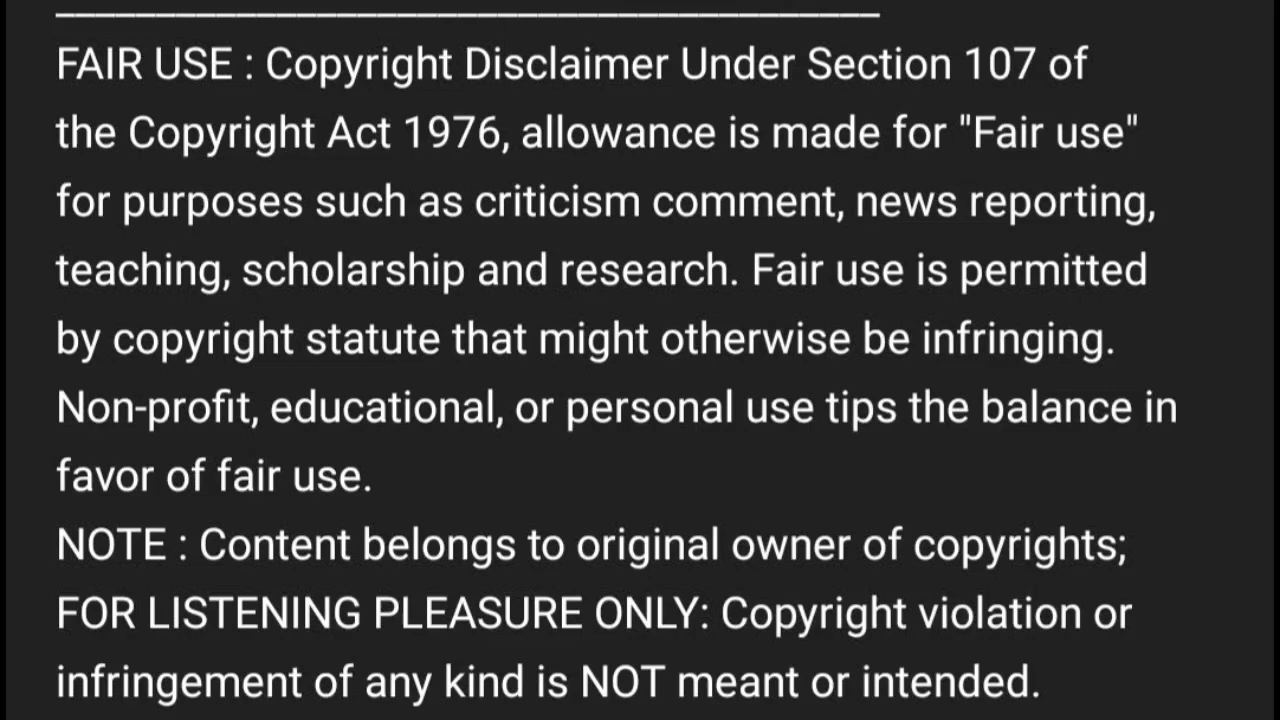 FAIR USE : Copyright Disclaimer Under Section 107 of
the Copyright Act 1976, allowance is made for "Fair use"
for purposes such as criticism comment, news reporting,
teaching, scholarship and research. Fair use is permitted
by copyright statute that might otherwise be infringing.
Non-profit, educational, or personal use tips the balance in
favor of fair use.
NOTE : Content belongs to original owner of copyrights;
FOR LISTENING PLEASURE ONLY: Copyright violation or
infringement of any kind is NOT meant or intended.